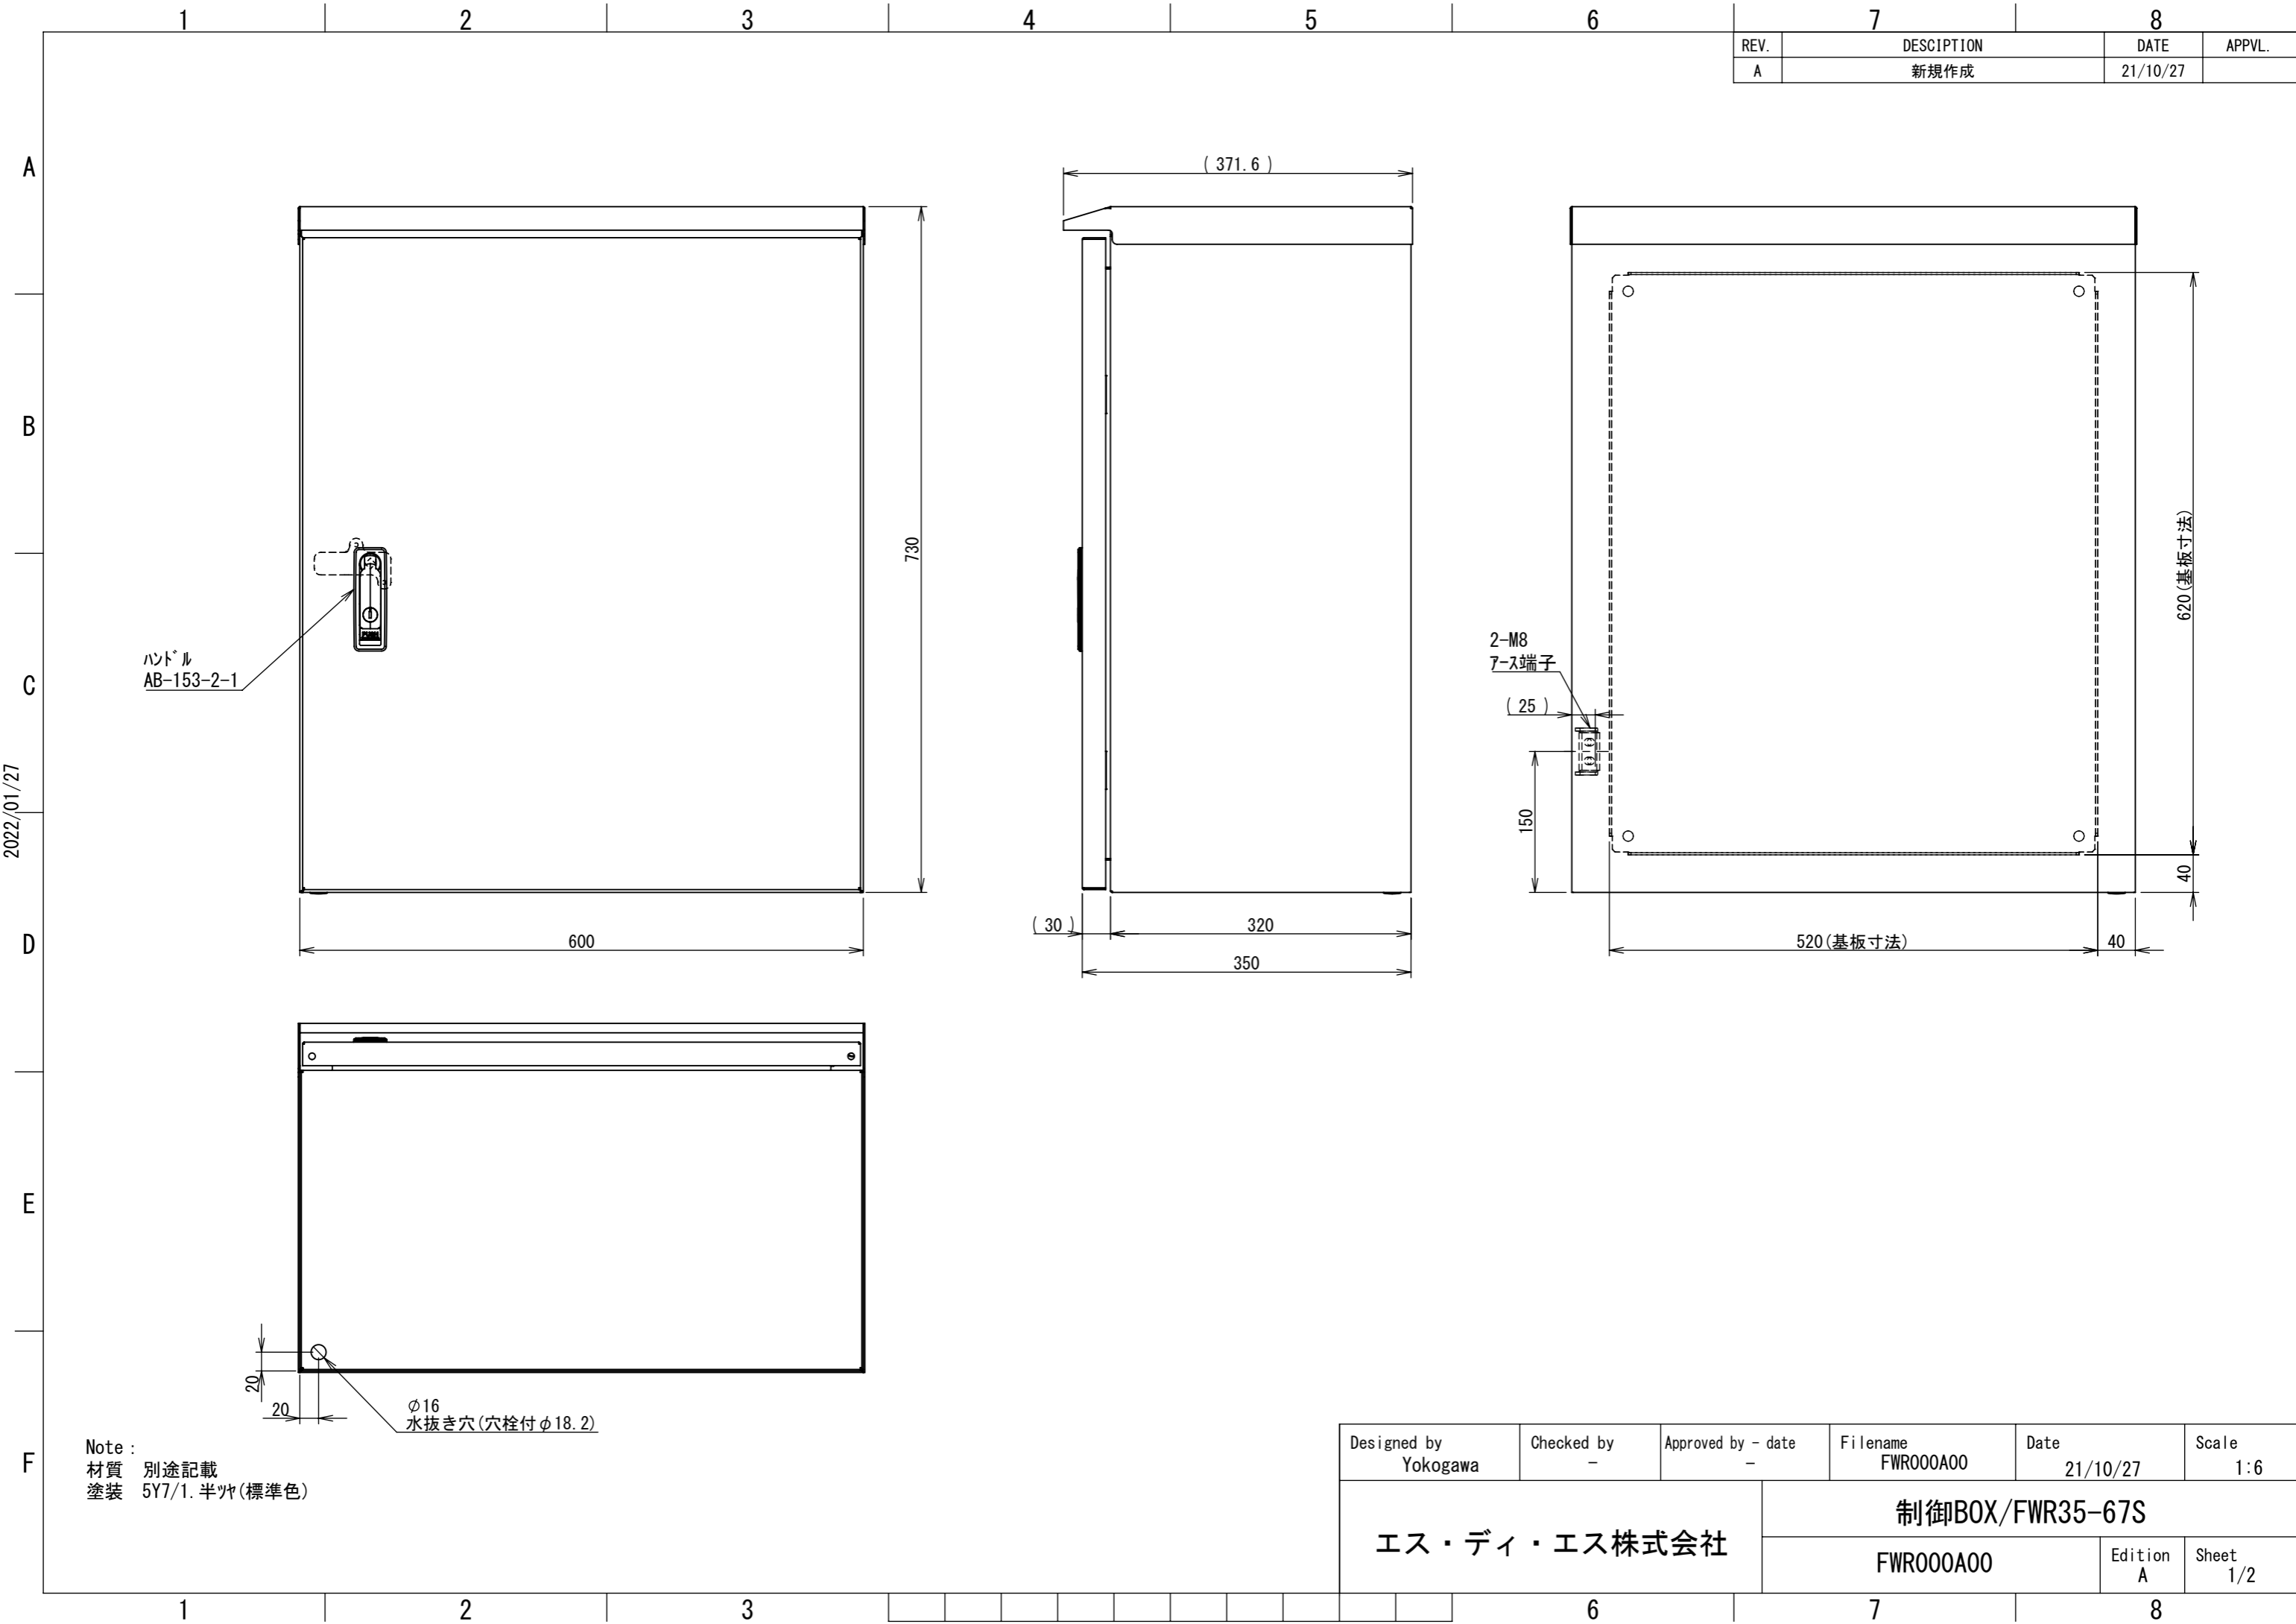 1 2 3 4 5 6 7 8
REV. DESCIPTION DATE APPVL.
A 新規作成 21/10/27
A
B
C
D
E
F
2022/01/27
730
600
ﾊﾝﾄﾞﾙ
AB-153-2-1
PUSH
( 371.6 )
( 30 )
320
350
2-M8
ｱｰｽ端子
( 25 )
150
620(基板寸法)
40
520(基板寸法)
40
20
20
φ16
水抜き穴(穴栓付φ18.2)
Note :
材質 別途記載
塗装 5Y7/1.半ﾂﾔ(標準色)
Designed by
Yokogawa
Checked by
-
Approved by - date
-
Filename
FWR000A00
Date
21/10/27
Scale
1:6
エス・ディ・エス株式会社
制御BOX/FWR35-67S
FWR000A00
Edition
A
Sheet
1/2
1 2 3 6 7 8